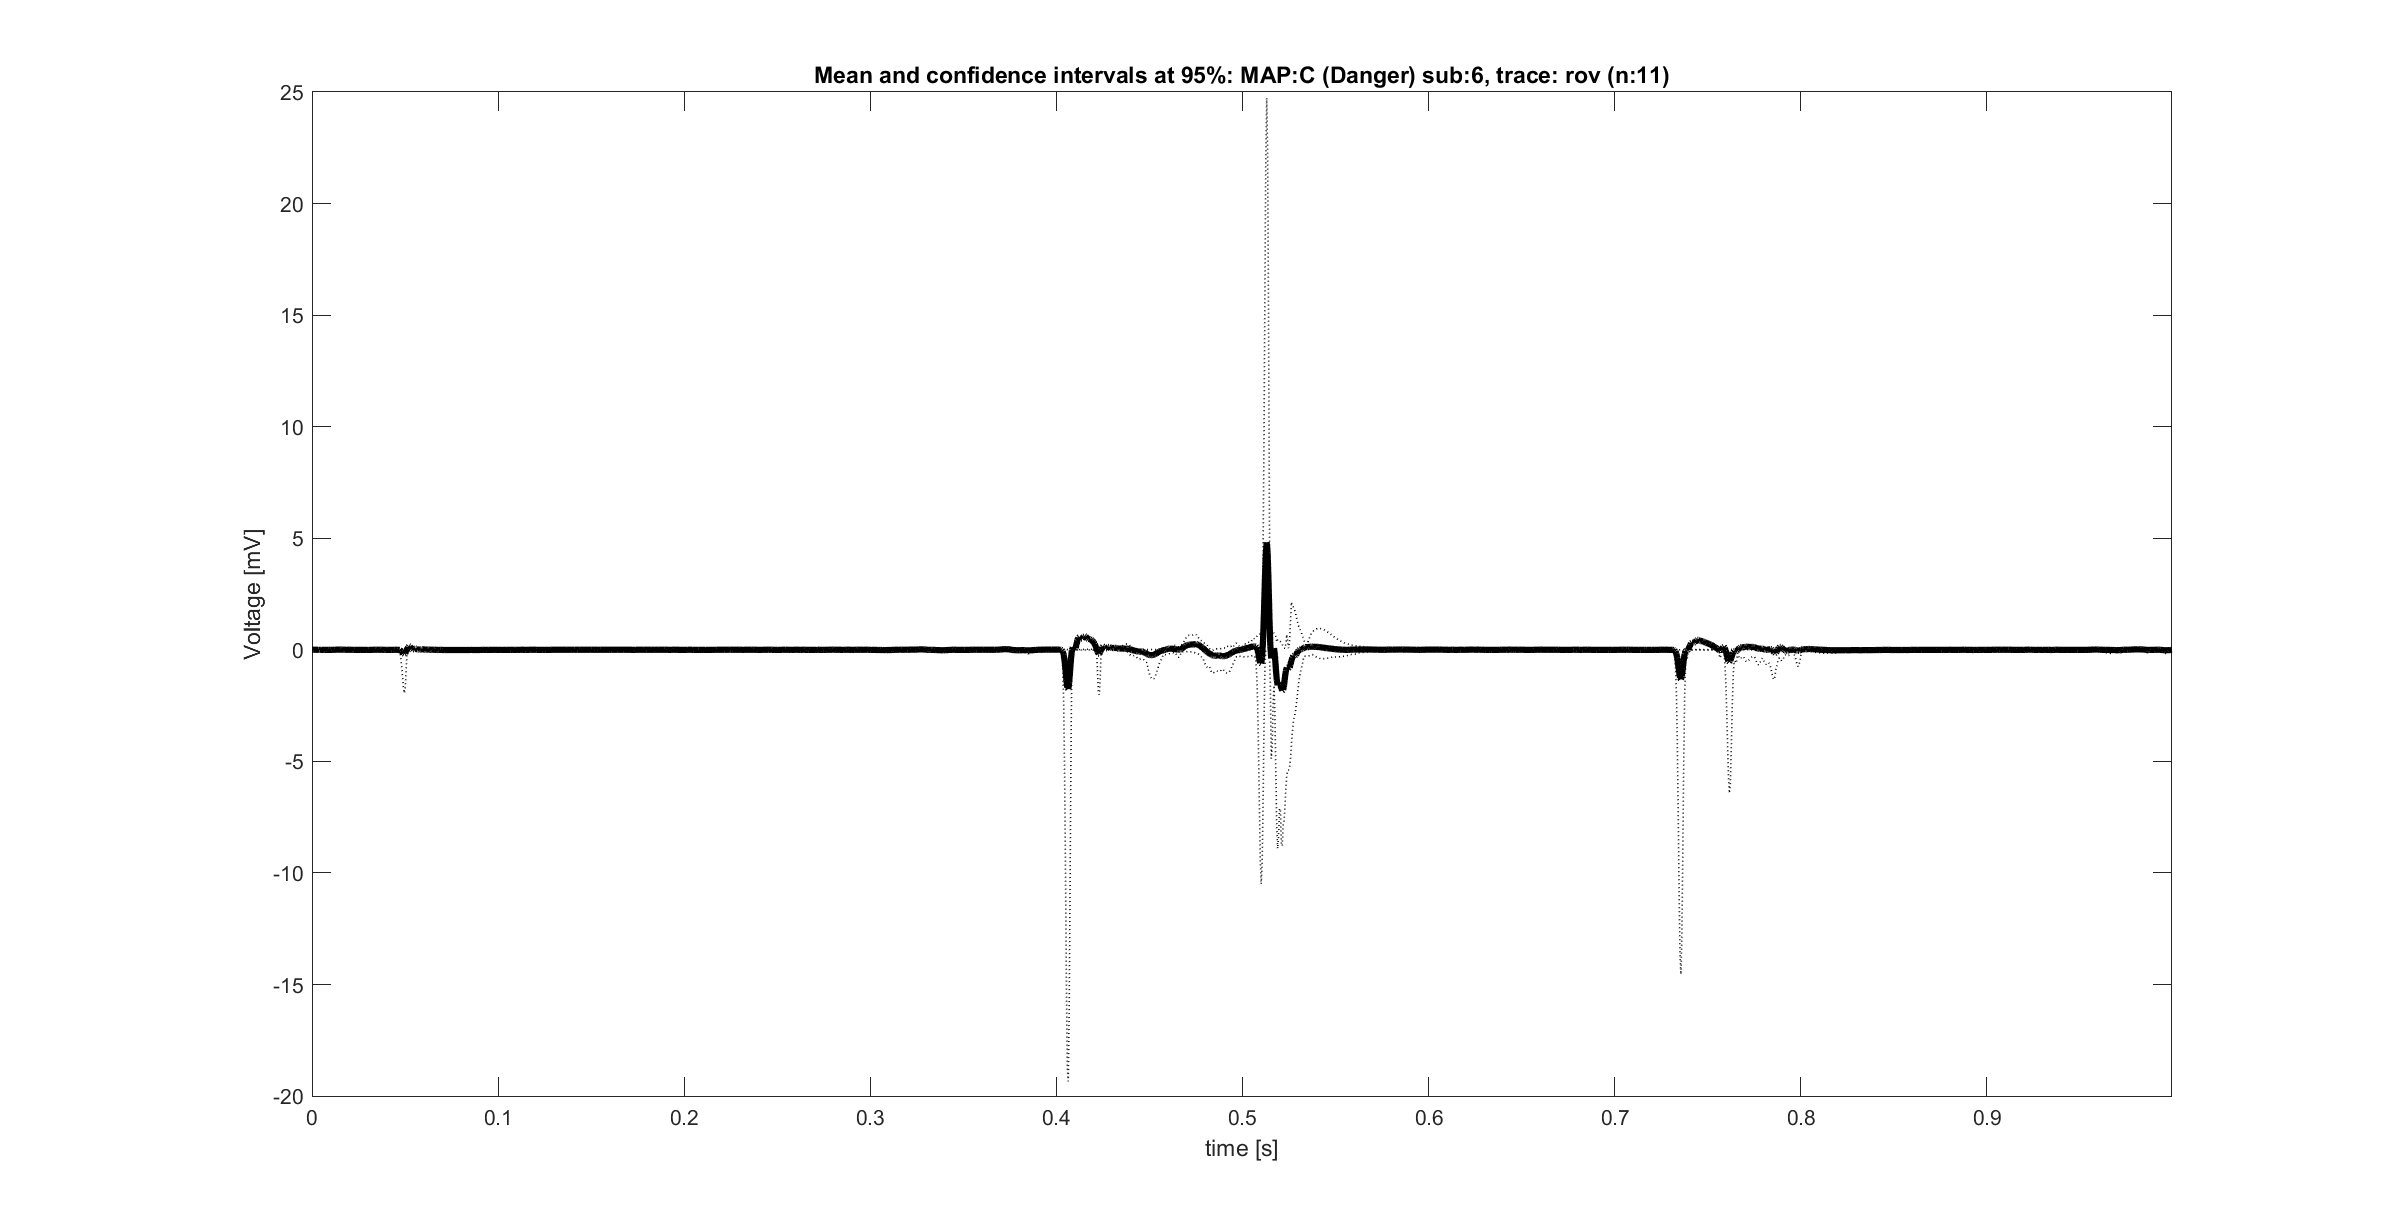 Mean and confidence intervals at 95%: MAP:C (Danger) sub:6, trace: rov (n:11)
25
20
15
10
5
0
-5
-10
-15
-20
Voltage [mV]
0 0.1 0.2 0.3 0.4 0.5 0.6 0.7 0.8 0.9
time [s]